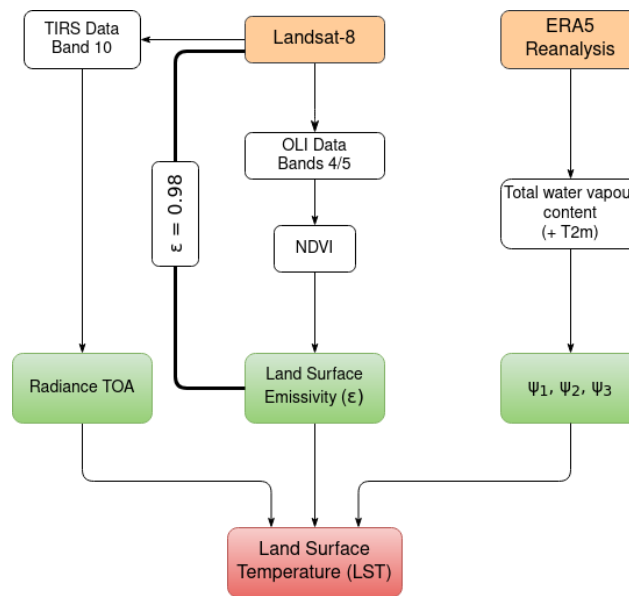 TIRS Data
Band 10
Landsat-8
ERA5
Reanalysis
OLI Data
Bands 4/5
ε = 0.98
Total water vapou
content
(+ T2m)
NDVI
Radiance TOA
Land Surface
Emissivity (ε)
Ψ₁, Ψ₂, Ψ₃
Land Surface
Temperature (LST)